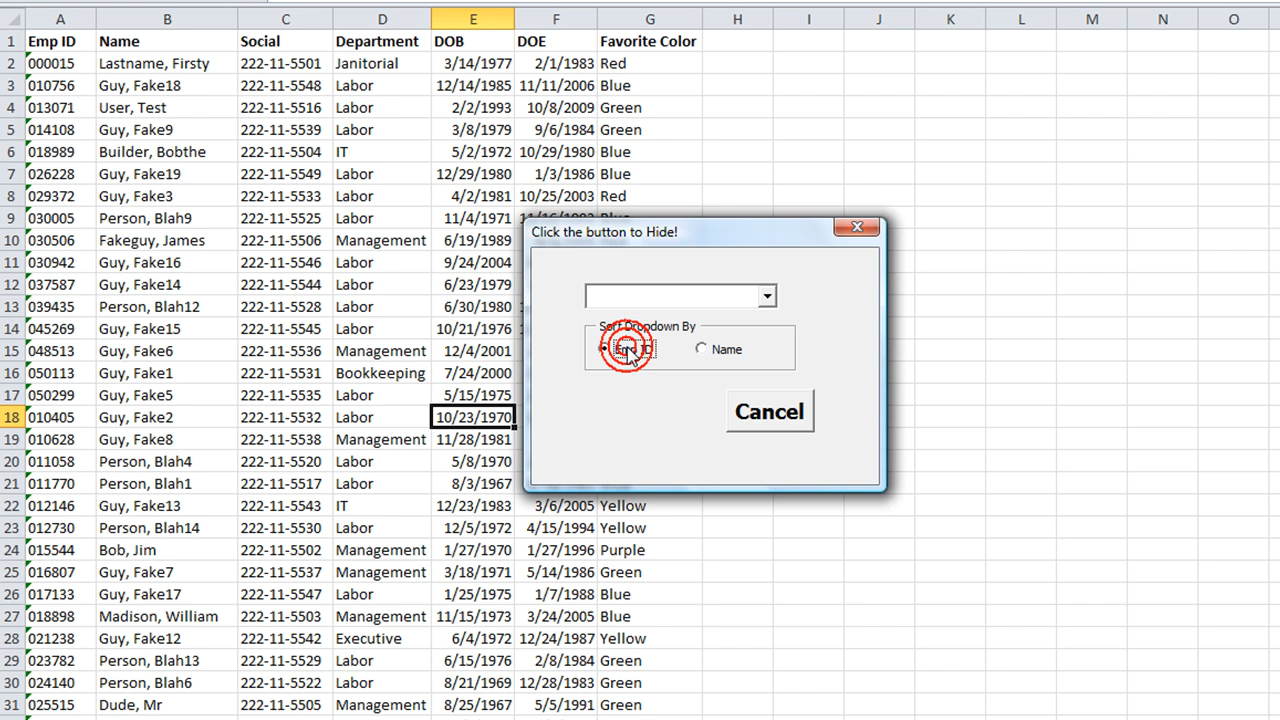 A B C D E F G H I J K L M N O
1 Emp ID Name Social Department DOB DOE Favorite Color
2 000015 Lastname, Firsty 222-11-5501 Janitorial 3/14/1977 2/1/1983 Red
3 010756 Guy, Fake18 222-11-5548 Labor 12/14/1985 11/11/2006 Blue
4 013071 User, Test 222-11-5516 Labor 2/2/1993 10/8/2009 Green
5 014108 Guy, Fake9 222-11-5539 Labor 3/8/1979 9/6/1984 Green
6 018989 Builder, Bobthe 222-11-5504 IT 5/2/1972 10/29/1980 Blue
7 026228 Guy, Fake19 222-11-5549 Labor 12/29/1980 1/3/1986 Blue
8 029372 Guy, Fake3 222-11-5533 Labor 4/2/1981 10/25/2003 Red
9 030005 Person, Blah9 222-11-5525 Labor 11/4/1971
10 030506 Fakeguy, James 222-11-5506 Management 6/19/1989
11 030942 Guy, Fake16 222-11-5546 Labor 9/24/2004
12 037587 Guy, Fake14 222-11-5544 Labor 6/23/1979
13 039435 Person, Blah12 222-11-5528 Labor 6/30/1980
14 045269 Guy, Fake15 222-11-5545 Labor 10/21/1976
15 048513 Guy, Fake6 222-11-5536 Management 12/4/2001
16 050113 Guy, Fake1 222-11-5531 Bookkeeping 7/24/2000
17 050299 Guy, Fake5 222-11-5535 Labor 5/15/1975
18 010405 Guy, Fake2 222-11-5532 Labor 10/23/1970
19 010628 Guy, Fake8 222-11-5538 Management 11/28/1981
20 011058 Person, Blah4 222-11-5520 Labor 5/8/1970
21 011770 Person, Blah1 222-11-5517 Labor 8/3/1967
22 012146 Guy, Fake13 222-11-5543 IT 12/23/1983 3/6/2005 Yellow
23 012730 Person, Blah14 222-11-5530 Labor 12/5/1972 4/15/1994 Yellow
24 015544 Bob, Jim 222-11-5502 Management 1/27/1970 1/27/1996 Purple
25 016807 Guy, Fake7 222-11-5537 Management 3/18/1971 5/14/1986 Green
26 017133 Guy, Fake17 222-11-5547 Labor 1/25/1975 1/7/1988 Blue
27 018898 Madison, William 222-11-5503 Management 11/15/1973 3/24/2005 Blue
28 021238 Guy, Fake12 222-11-5542 Executive 6/4/1972 12/24/1987 Yellow
29 023782 Person, Blah13 222-11-5529 Labor 6/15/1976 2/8/1984 Green
30 024140 Person, Blah6 222-11-5522 Labor 8/21/1969 12/28/1983 Green
31 025515 Dude, Mr 222-11-5505 Management 8/25/1967 5/5/1991 Green
Click the button to Hide!
Sort Dropdown By
Emp ID Name
Cancel